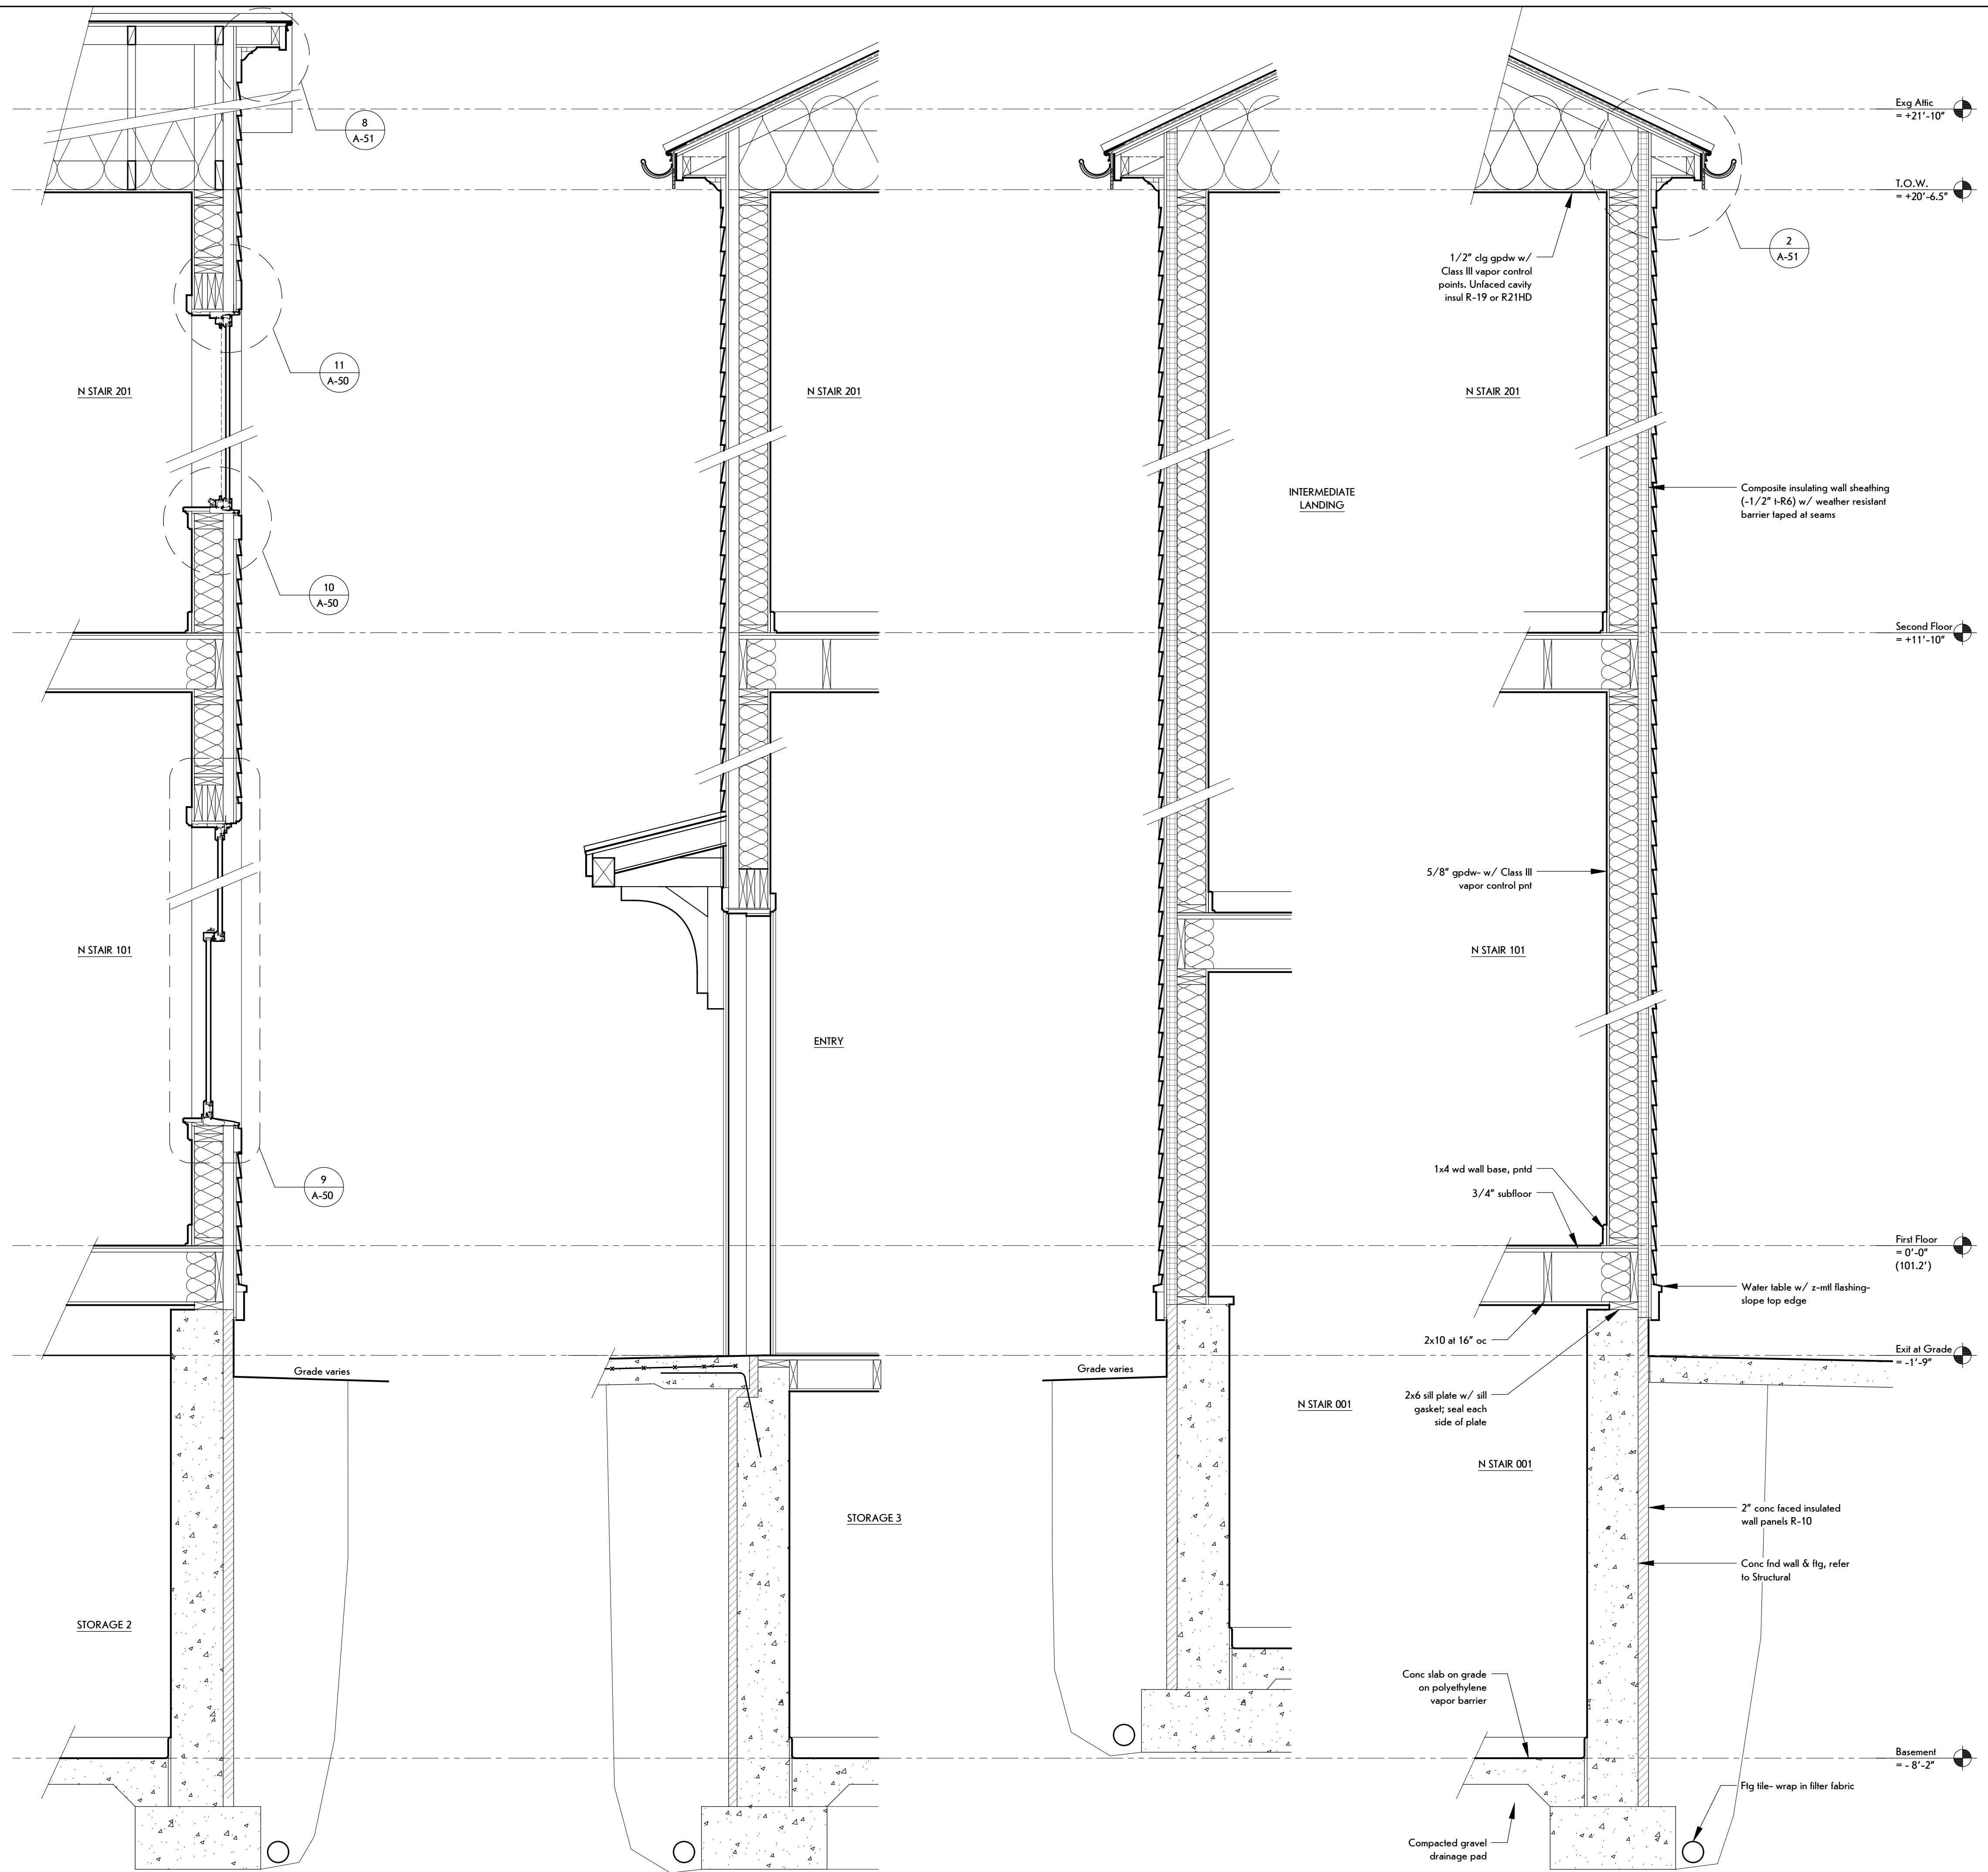 8
A-51
Exg Attic
= +21'-10"
T.O.W.
= +20'-6.5"
2
A-51
1/2" clg gpdw w/
Class III vapor control
points. Unfaced cavity
insul R-19 or R21HD
11
A-50
N STAIR 201
N STAIR 201
INTERMEDIATE
LANDING
N STAIR 201
Composite insulating wall sheathing
(-1/2" t-R6) w/ weather resistant
barrier taped at seams
10
A-50
Second Floor
= +11'-10"
5/8" gpdw- w/ Class III
vapor control pnt
N STAIR 101
N STAIR 101
ENTRY
9
A-50
1x4 wd wall base, pntd
3/4" subfloor
First Floor
= 0'-0"
(101.2')
Water table w/ z-mtl flashing-
slope top edge
2x10 at 16" oc
Exit at Grade
= -1'-9"
Grade varies
Grade varies
2x6 sill plate w/ sill
gasket; seal each
side of plate
N STAIR 001
N STAIR 001
2" conc faced insulated
wall panels R-10
STORAGE 3
Conc fnd wall & ftg, refer
to Structural
STORAGE 2
Conc slab on grade
on polyethylene
vapor barrier
Basement
= - 8'-2"
Ftg tile- wrap in filter fabric
Compacted gravel
drainage pad